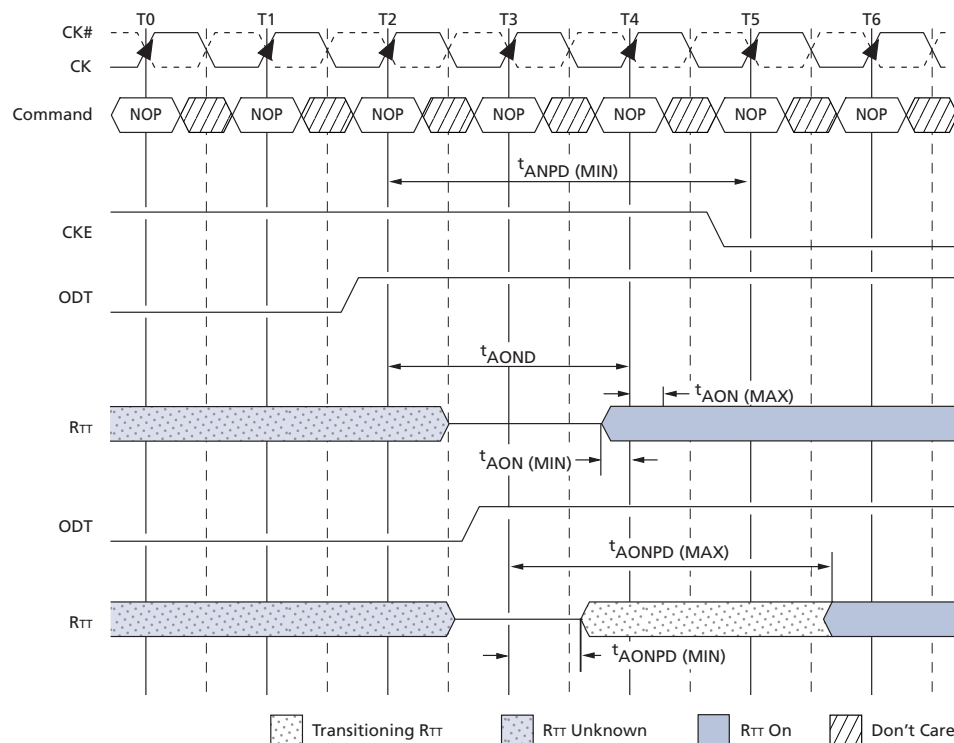 T0 T1 T2 T3 T4 T5 T6
CK#
CK
Command NOP NOP NOP NOP NOP NOP NOP
tANPD (MIN)
CKE
ODT
tAOND
tAON (MAX)
RTT
tAON (MIN)
ODT
tAONPD (MAX)
RTT
tAONPD (MIN)
Transitioning RTT RTT Unknown RTT On Don't Care